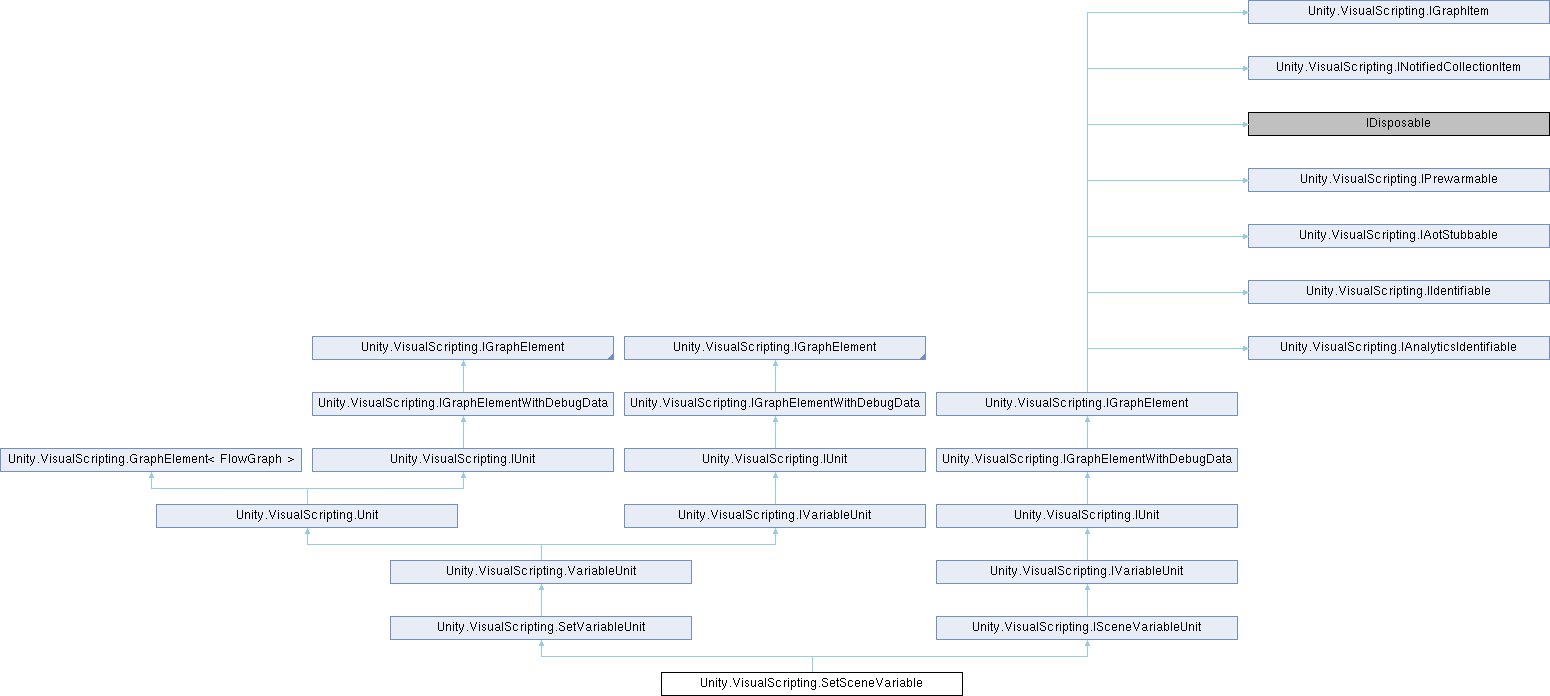 Unity.VisualScripting.IGraphItem
Unity.VisualScripting.INotifiedCollectionItem
IDisposable
Unity.VisualScripting.IPrewarmable
Unity.VisualScripting.IAotStubbable
Unity.VisualScripting.IIdentifiable
Unity.VisualScripting.IGraphElement
Unity.VisualScripting.IGraphElement
Unity.VisualScripting.IAnalyticsIdentifiable
Unity.VisualScripting.IGraphElementWithDebugData
Unity.VisualScripting.IGraphElementWithDebugData
Unity.VisualScripting.IGraphElement
Unity.VisualScripting.GraphElement< FlowGraph >
Unity.VisualScripting.IUnit
Unity.VisualScripting.IUnit
Unity.VisualScripting.IGraphElementWithDebugData
Unity.VisualScripting.Unit
Unity.VisualScripting.IVariableUnit
Unity.VisualScripting.IUnit
Unity.VisualScripting.VariableUnit
Unity.VisualScripting.IVariableUnit
Unity.VisualScripting.SetVariableUnit
Unity.VisualScripting.ISceneVariableUnit
Unity.VisualScripting.SetSceneVariable